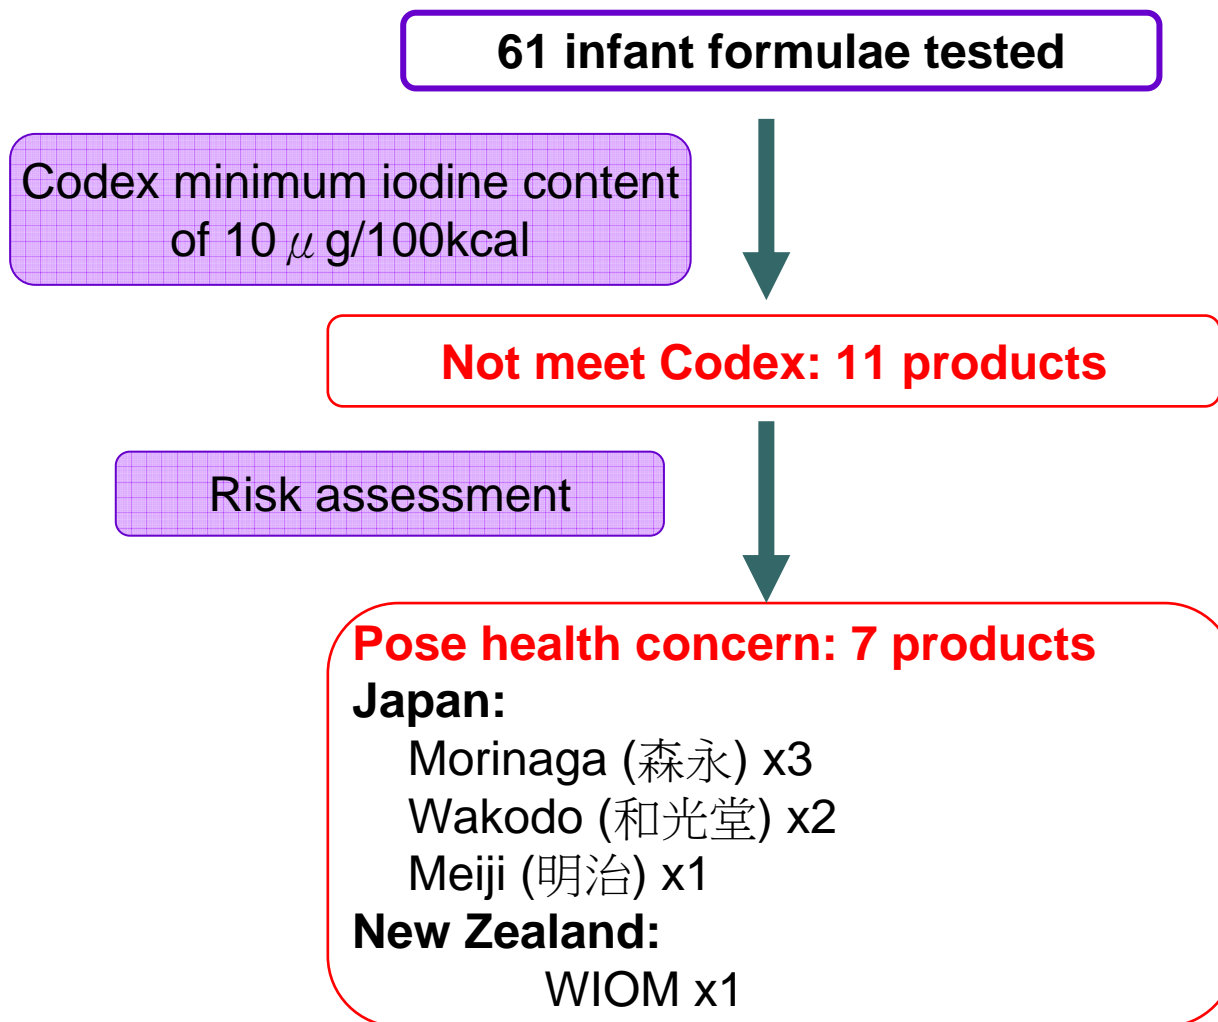 61 infant formulae tested
Codex minimum iodine content
of 10μg/100kcal
Not meet Codex: 11 products
Risk assessment
Pose health concern: 7 products
Japan:
Morinaga (森永) x3
Wakodo (和光堂) x2
Meiji (明治) x1
New Zealand:
WIOM x1